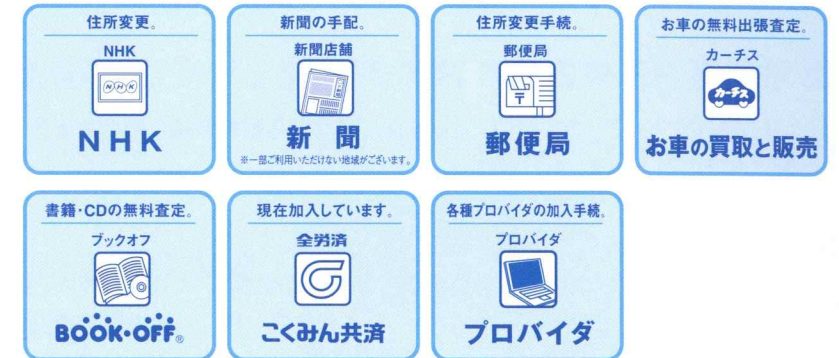 住所変更。
NHK
NHK
NHK
新聞の手配。
新聞店舗
新聞
※一部ご利用いただけない地域がございます。
住所変更手続。
郵便局
〒
郵便局
お車の無料出張査定。
カーチス
カーチス
お車の買取と販売
書籍・CDの無料査定。
ブックオフ
BOOK・OFF®
現在加入しています。
全労済
こくみん共済
各種プロバイダの加入手続。
プロバイダ
プロバイダ